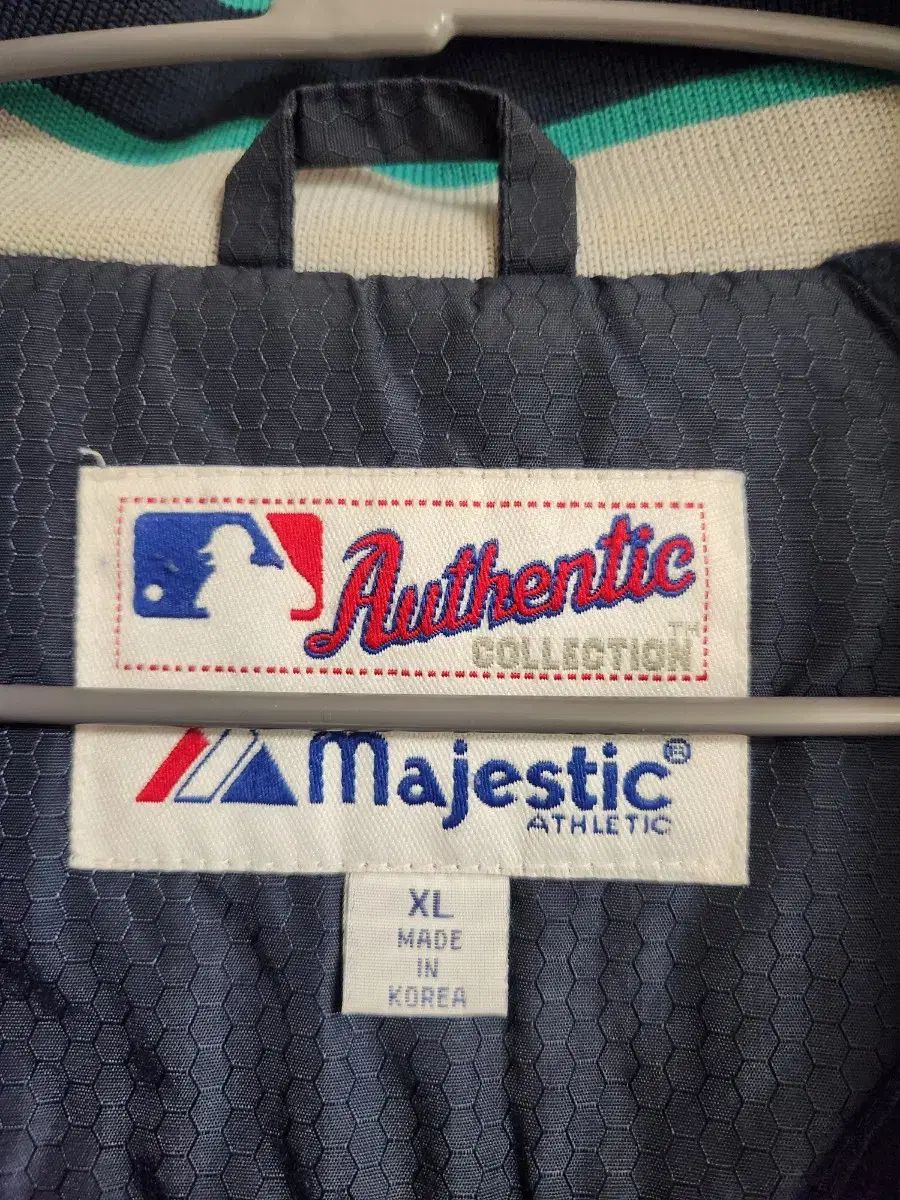 Authentic
COLLECTION™
Majestic®
ATHLETIC
XL
MADE
IN
KOREA